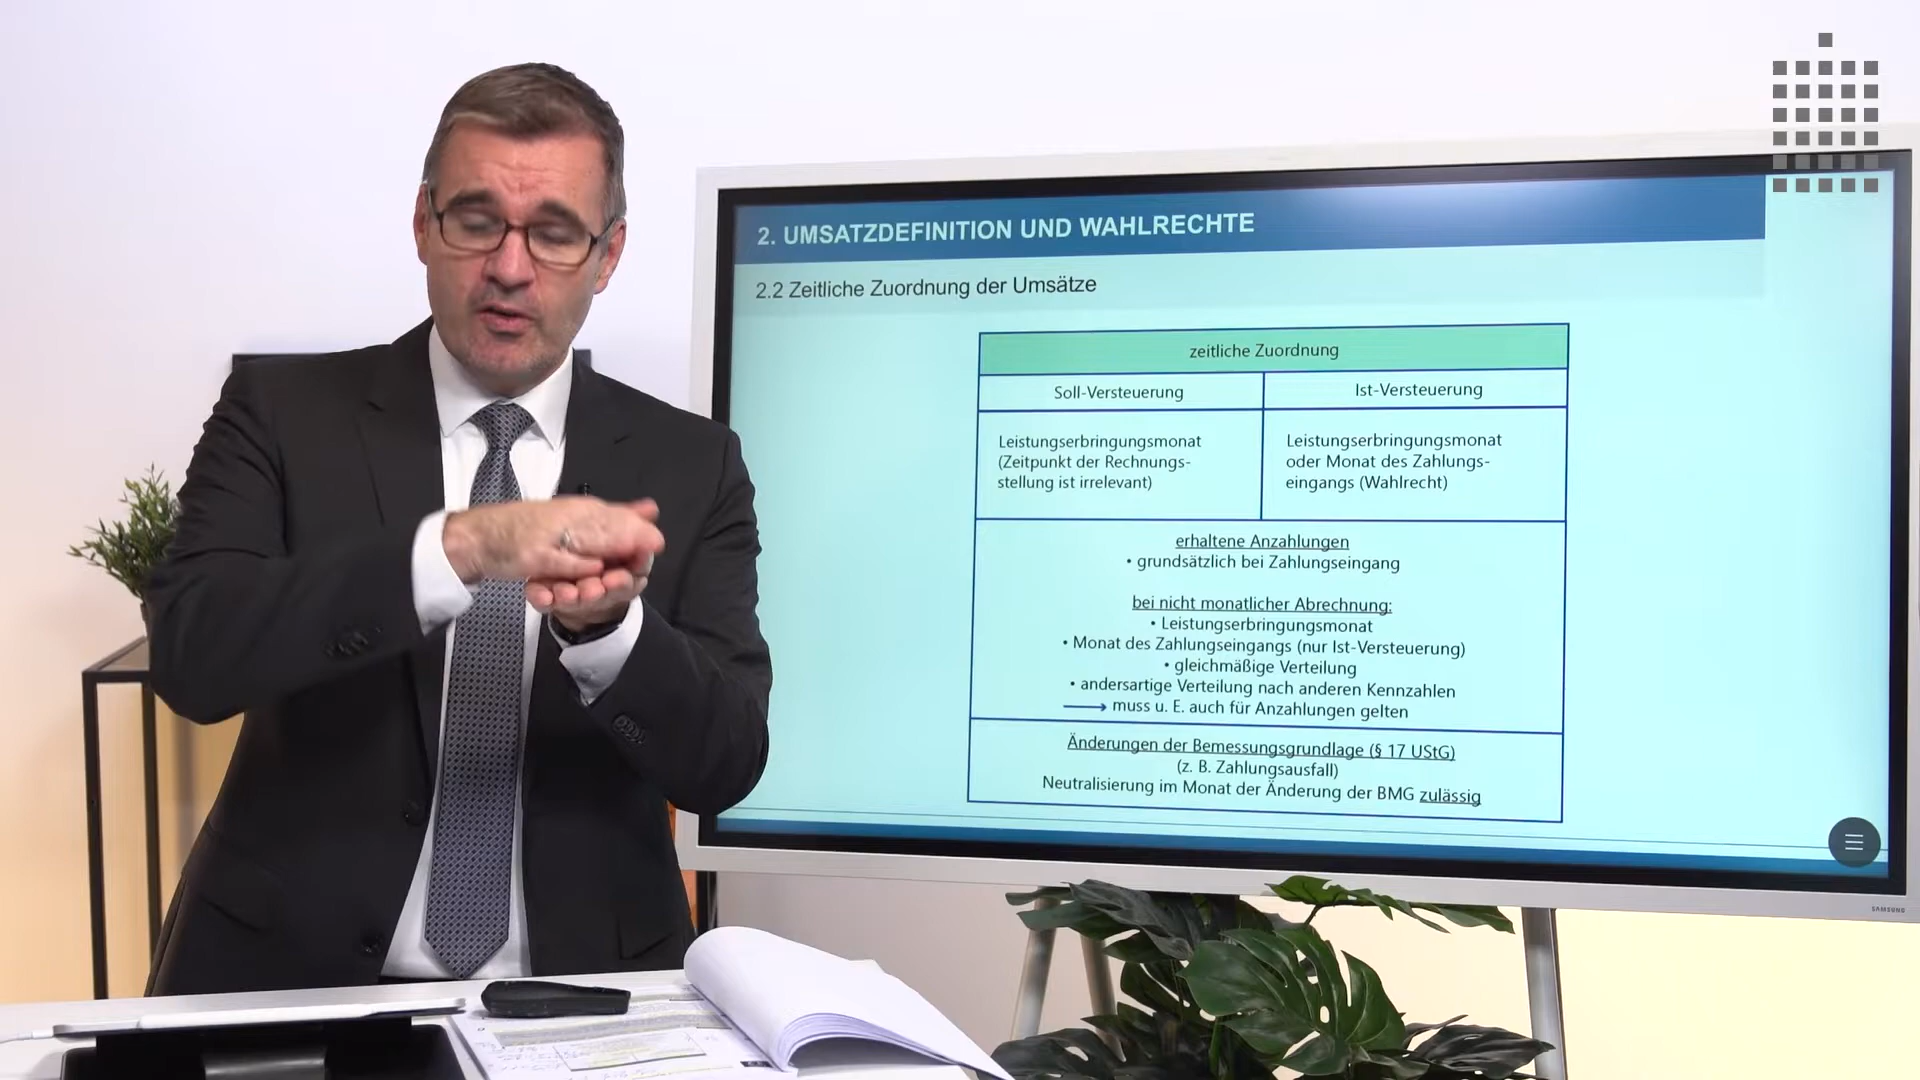 2. UMSATZDEFINITION UND WAHLRECHTE
2.2 Zeitliche Zuordnung der Umsätze
zeitliche Zuordnung
Soll-Versteuerung
Ist-Versteuerung
Leistungserbringungsmonat
(Zeitpunkt der Rechnungs-
stellung ist irrelevant)
Leistungserbringungsmonat
oder Monat des Zahlungs-
eingangs (Wahlrecht)
erhaltene Anzahlungen
• grundsätzlich bei Zahlungseingang
bei nicht monatlicher Abrechnung:
• Leistungserbringungsmonat
• Monat des Zahlungseingangs (nur Ist-Versteuerung)
• gleichmäßige Verteilung
• andersartige Verteilung nach anderen Kennzahlen
→ muss u. E. auch für Anzahlungen gelten
Änderungen der Bemessungsgrundlage (§ 17 UStG)
(z. B. Zahlungsausfall)
Neutralisierung im Monat der Änderung der BMG zulässig
SAMSUNG